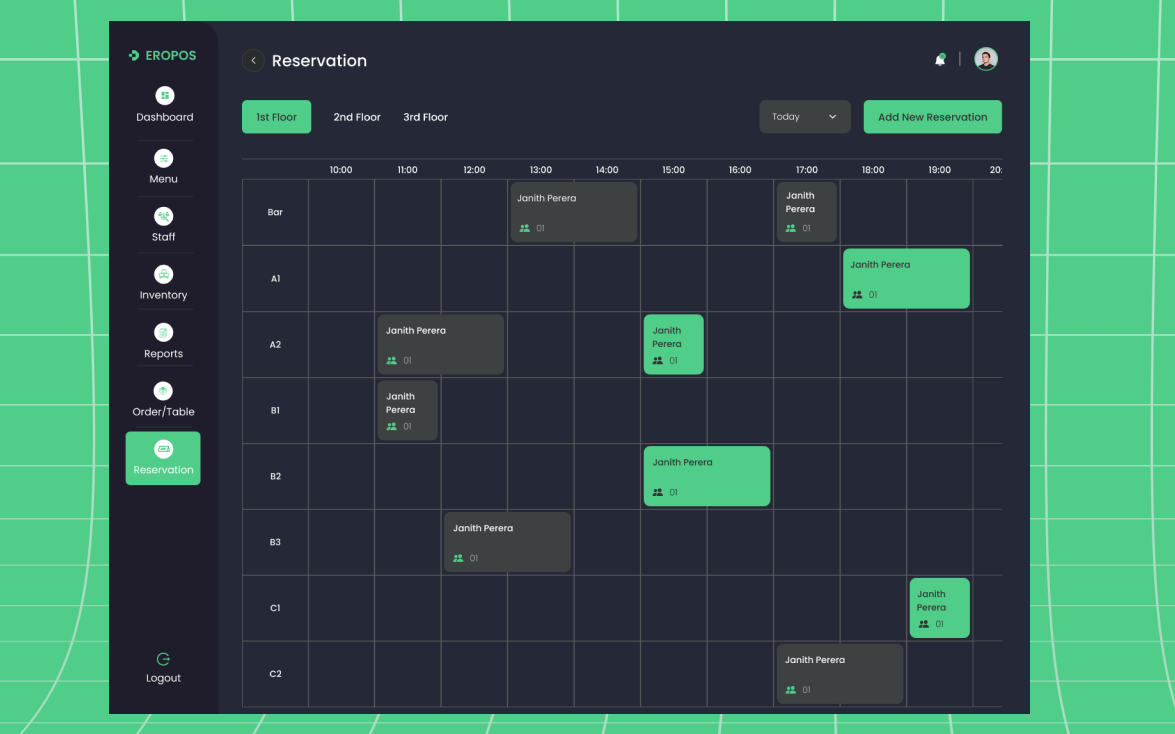 EROPOS
Dashboard
Menu
Staff
Inventory
Reports
Order/Table
Reservation
Logout
Reservation
1st Floor 2nd Floor 3rd Floor Today Add New Reservation
10:00 11:00 12:00 13:00 14:00 15:00 16:00 17:00 18:00 19:00 20:
Bar
Janith Perera
01
Janith
Perera
01
A1
Janith Perera
01
A2
Janith Perera
01
Janith
Perera
01
B1
Janith
Perera
01
B2
Janith Perera
01
B3
Janith Perera
01
C1
Janith
Perera
01
C2
Janith Perera
01